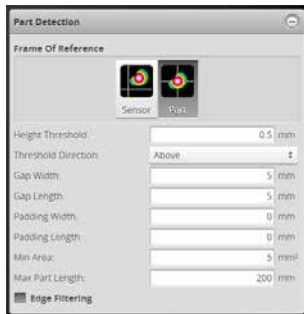 Part Detection
Frame Of Reference
Sensor Part
Height Threshold 0.5 mm
Threshold Direction Above
Gap Width: 5 mm
Gap Length: 5 mm
Padding Width: 0 mm
Padding Length: 0 mm
Min Area: 5 mm²
Max Part Length: 200 mm
Edge Filtering